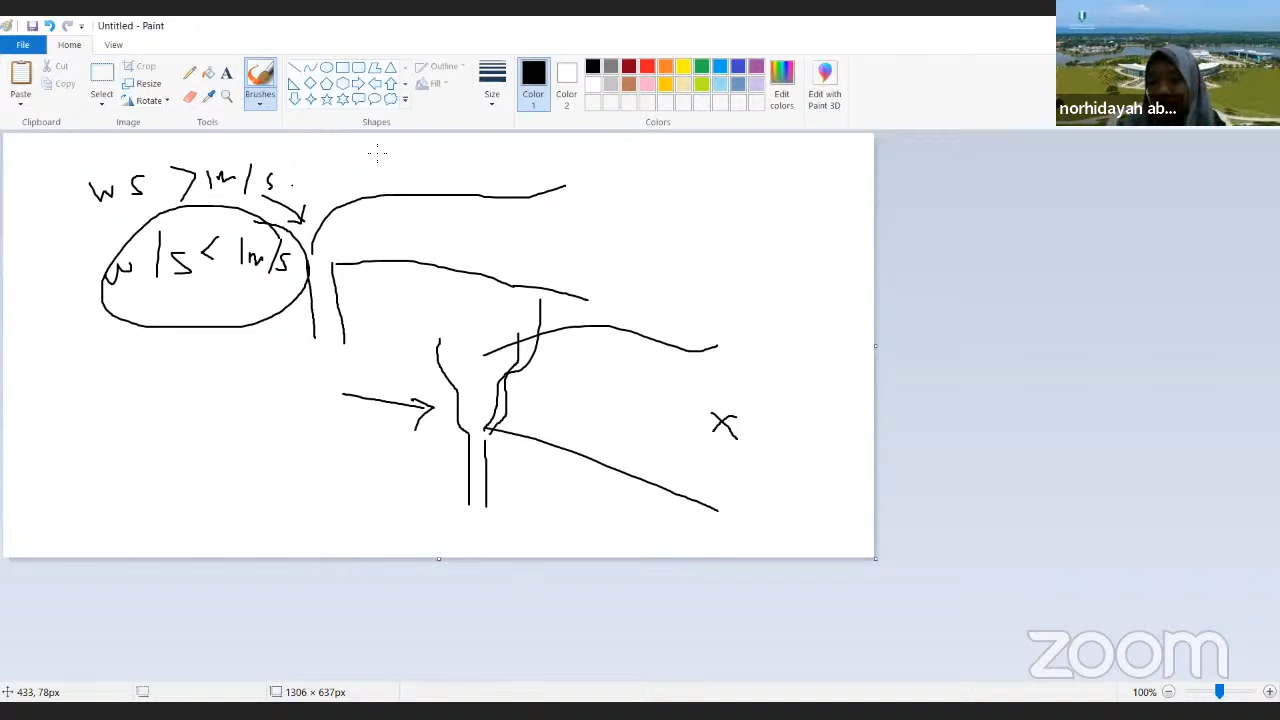 Untitled - Paint
File Home View
Paste
Cut
Copy
Clipboard
Select
Crop
Resize
Rotate
Image
Tools
Brushes
Shapes
Outline
Fill
Size
Color 1
Color 2
Colors
Edit colors
Edit with Paint 3D
norhidayah ab...
WS > 1m/s.
S < 1m/s
X
zoom
433, 78px
1306 × 637px
100%